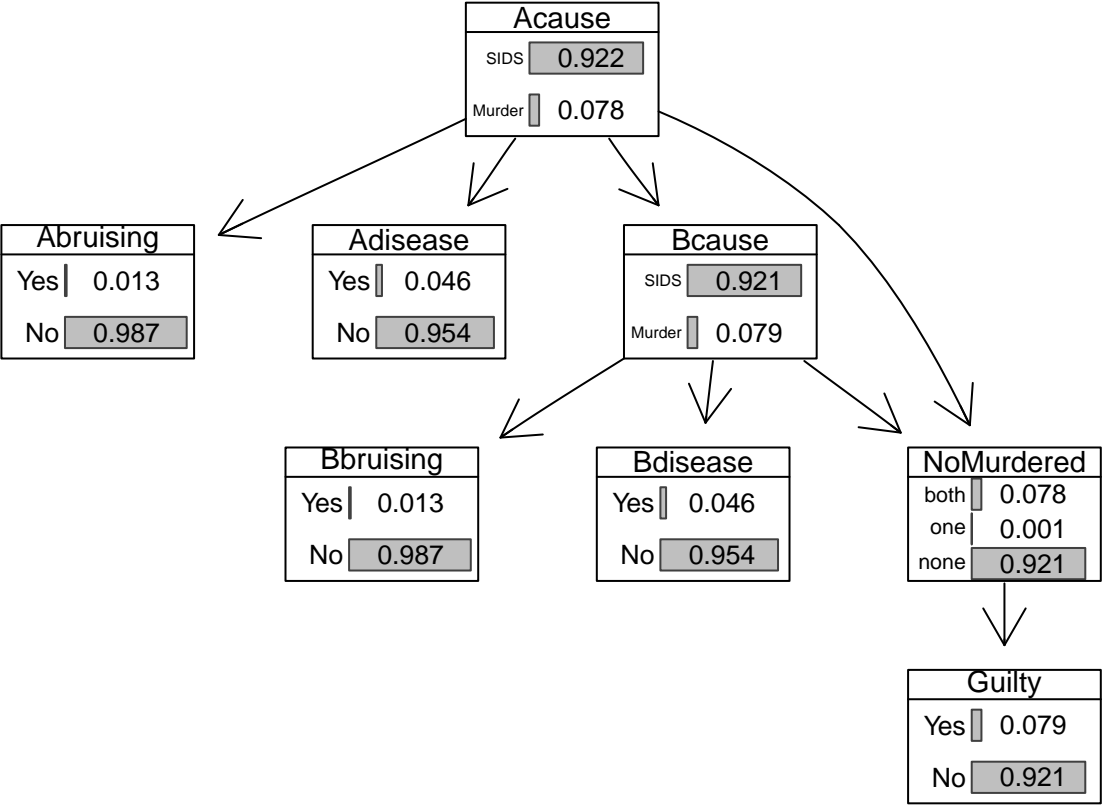 Acause
SIDS 0.922
Murder 0.078
Abruising
Yes 0.013
No 0.987
Adisease
Yes 0.046
No 0.954
Bcause
SIDS 0.921
Murder 0.079
Bbruising
Yes 0.013
No 0.987
Bdisease
Yes 0.046
No 0.954
NoMurdered
both 0.078
one 0.001
none 0.921
Guilty
Yes 0.079
No 0.921